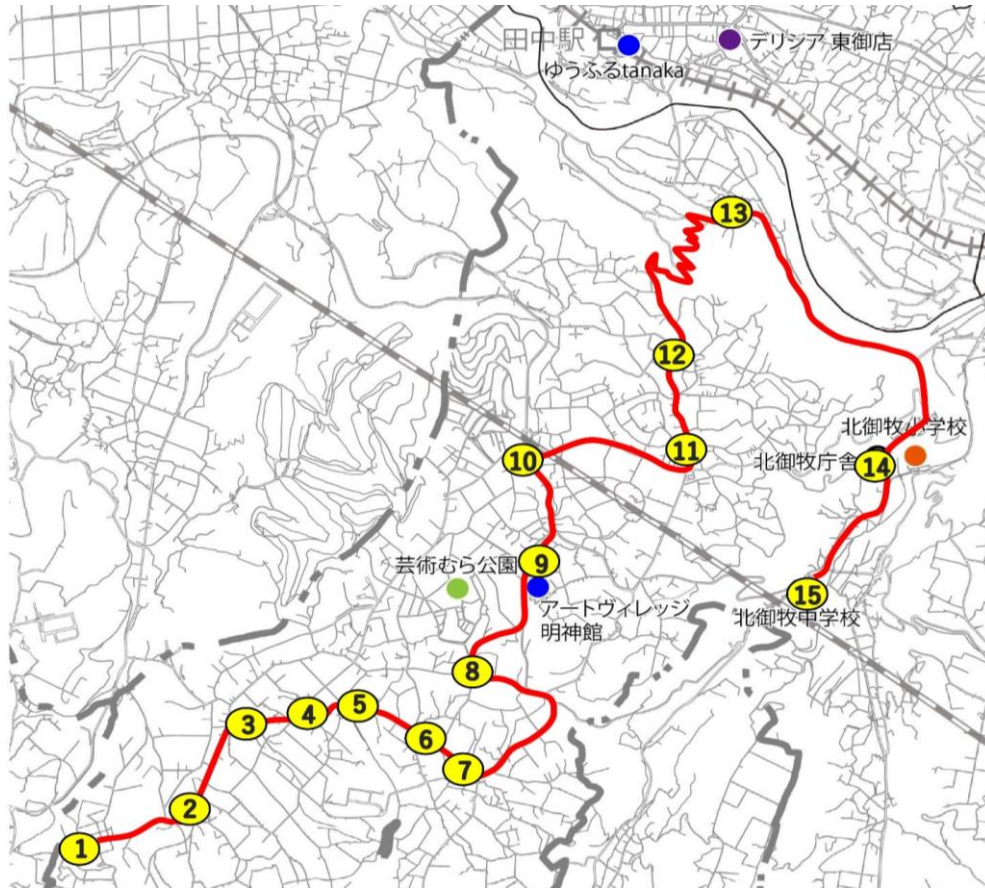 田中駅
デリシア 東御店
ゆうふるtanaka
13
12
北御牧小学校
11
10
北御牧庁舎
14
9
芸術むら公園
15
アートヴィレッジ
明神館
北御牧中学校
8
5
4
3
6
7
2
1